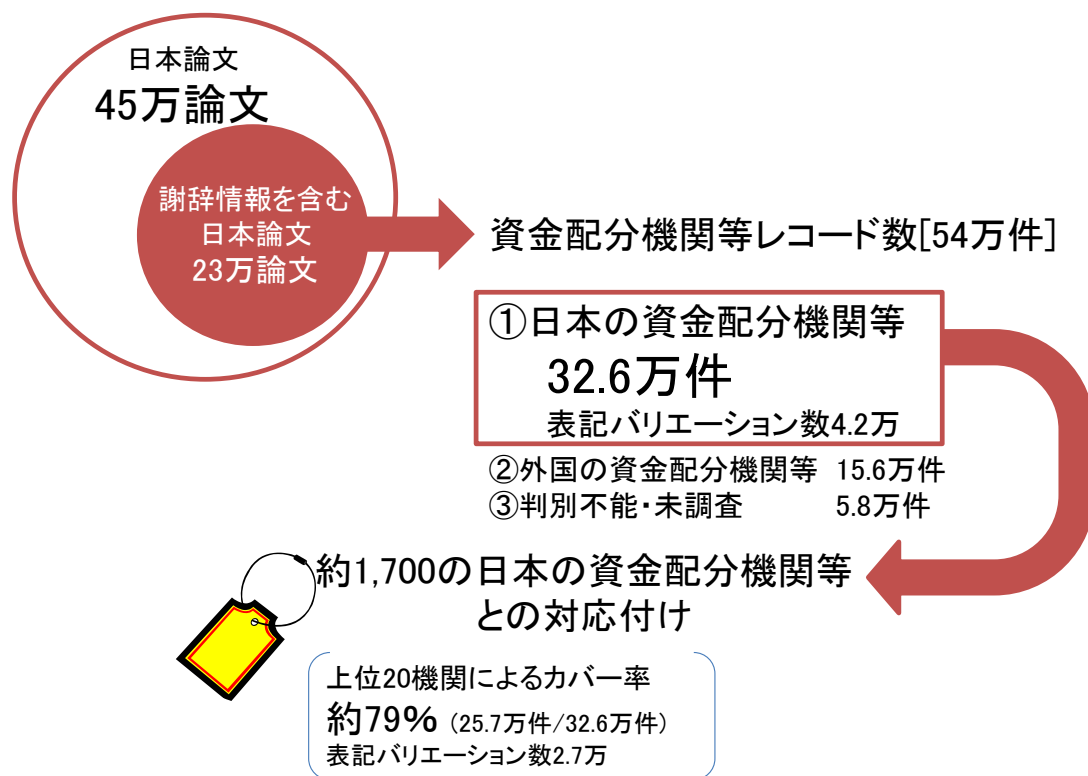 日本論文
45万論文
謝辞情報を含む
日本論文
23万論文
資金配分機関等レコード数[54万件]
①日本の資金配分機関等
32.6万件
表記バリエーション数4.2万
②外国の資金配分機関等 15.6万件
③判別不能・未調査 5.8万件
約1,700の日本の資金配分機関等
との対応付け
上位20機関によるカバー率
約79% (25.7万件/32.6万件)
表記バリエーション数2.7万